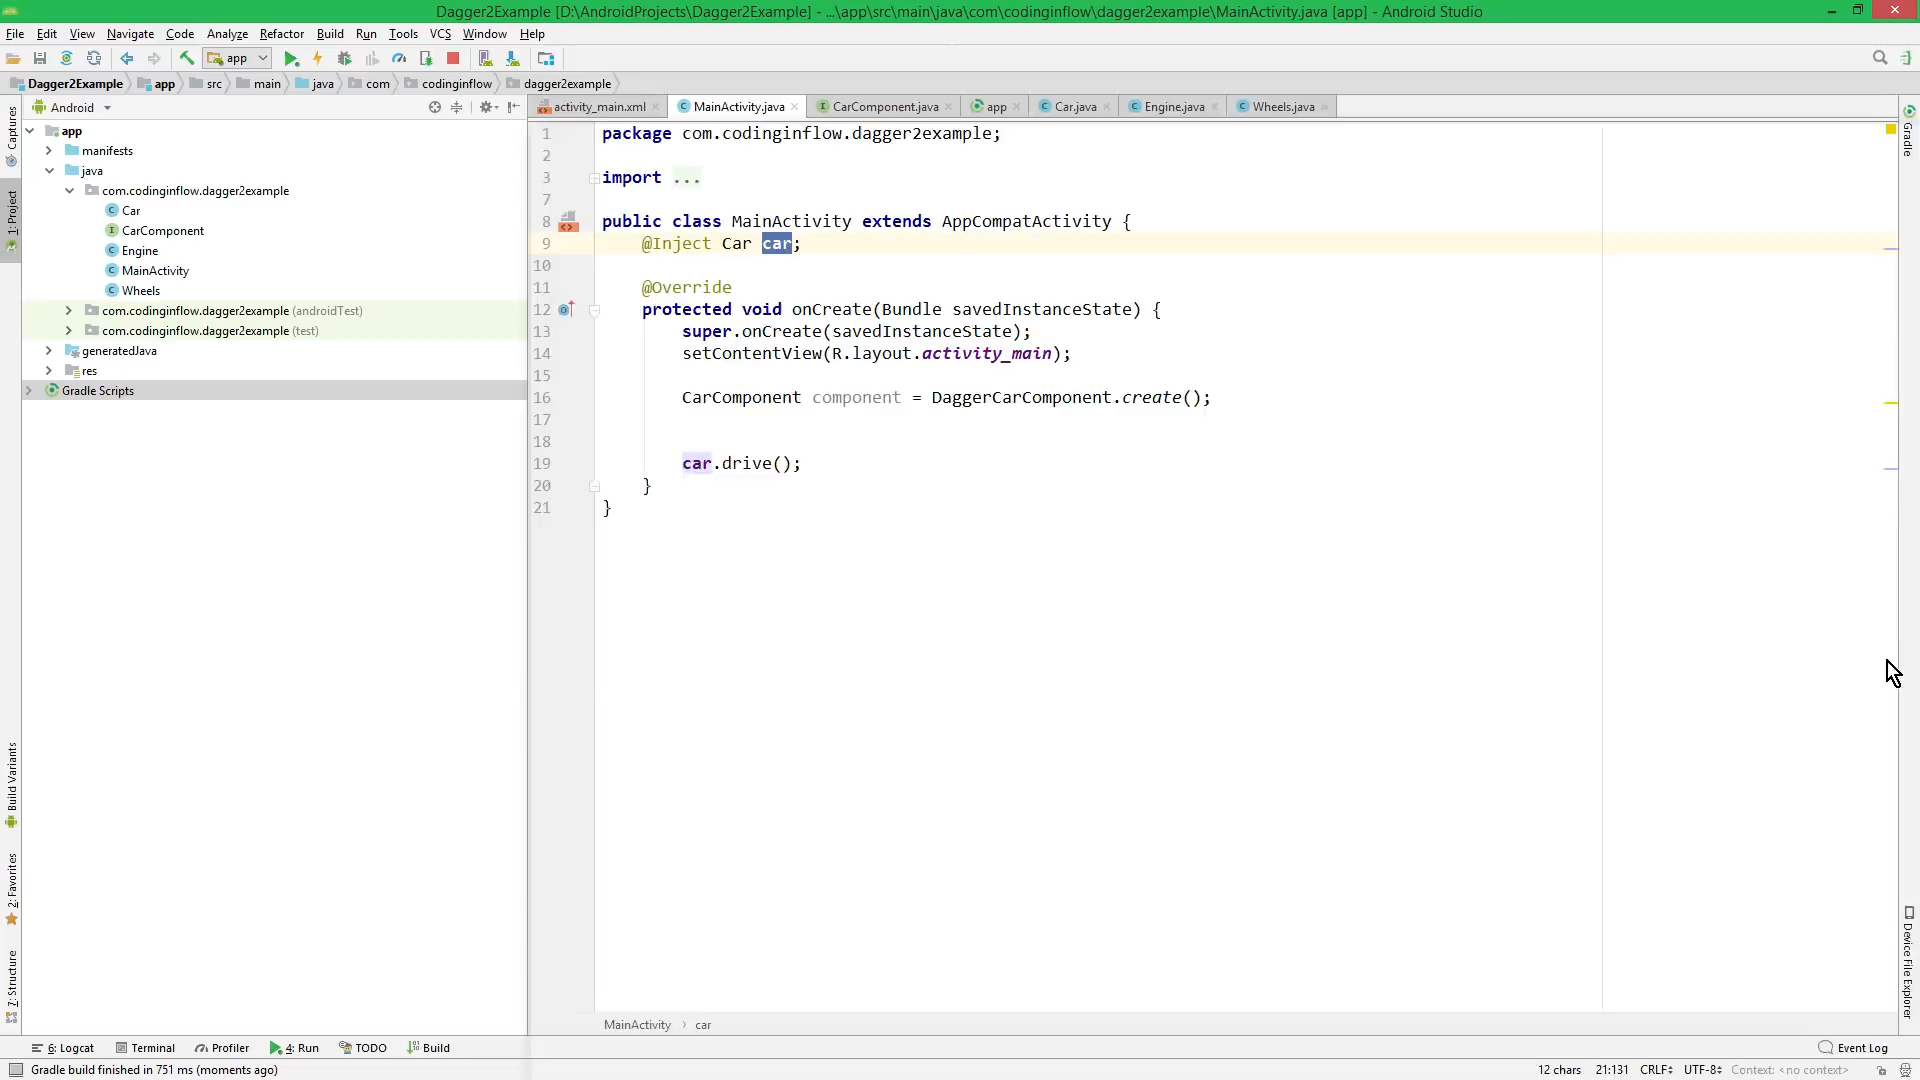 Dagger2Example [D:\AndroidProjects\Dagger2Example] - ...\app\src\main\java\com\codinginflow\dagger2example\MainActivity.java [app] - Android Studio
File Edit View Navigate Code Analyze Refactor Build Run Tools VCS Window Help
app
Dagger2Example app src main java com codinginflow dagger2example
Android
activity_main.xml MainActivity.java CarComponent.java app Car.java Engine.java Wheels.java
Captures
1: Project
Build Variants
2: Favorites
7: Structure
app
manifests
java
com.codinginflow.dagger2example
Car
CarComponent
Engine
MainActivity
Wheels
com.codinginflow.dagger2example (androidTest)
com.codinginflow.dagger2example (test)
generatedJava
res
Gradle Scripts
1 package com.codinginflow.dagger2example;
2
3 import ...
7
8 public class MainActivity extends AppCompatActivity {
9 @Inject Car car;
10
11 @Override
12 protected void onCreate(Bundle savedInstanceState) {
13 super.onCreate(savedInstanceState);
14 setContentView(R.layout.activity_main);
15
16 CarComponent component = DaggerCarComponent.create();
17
18
19 car.drive();
20 }
21 }
Gradle
Device File Explorer
MainActivity › car
6: Logcat Terminal Profiler 4: Run TODO Build Event Log
Gradle build finished in 751 ms (moments ago) 12 chars 21:131 CRLF UTF-8 Context: <no context>